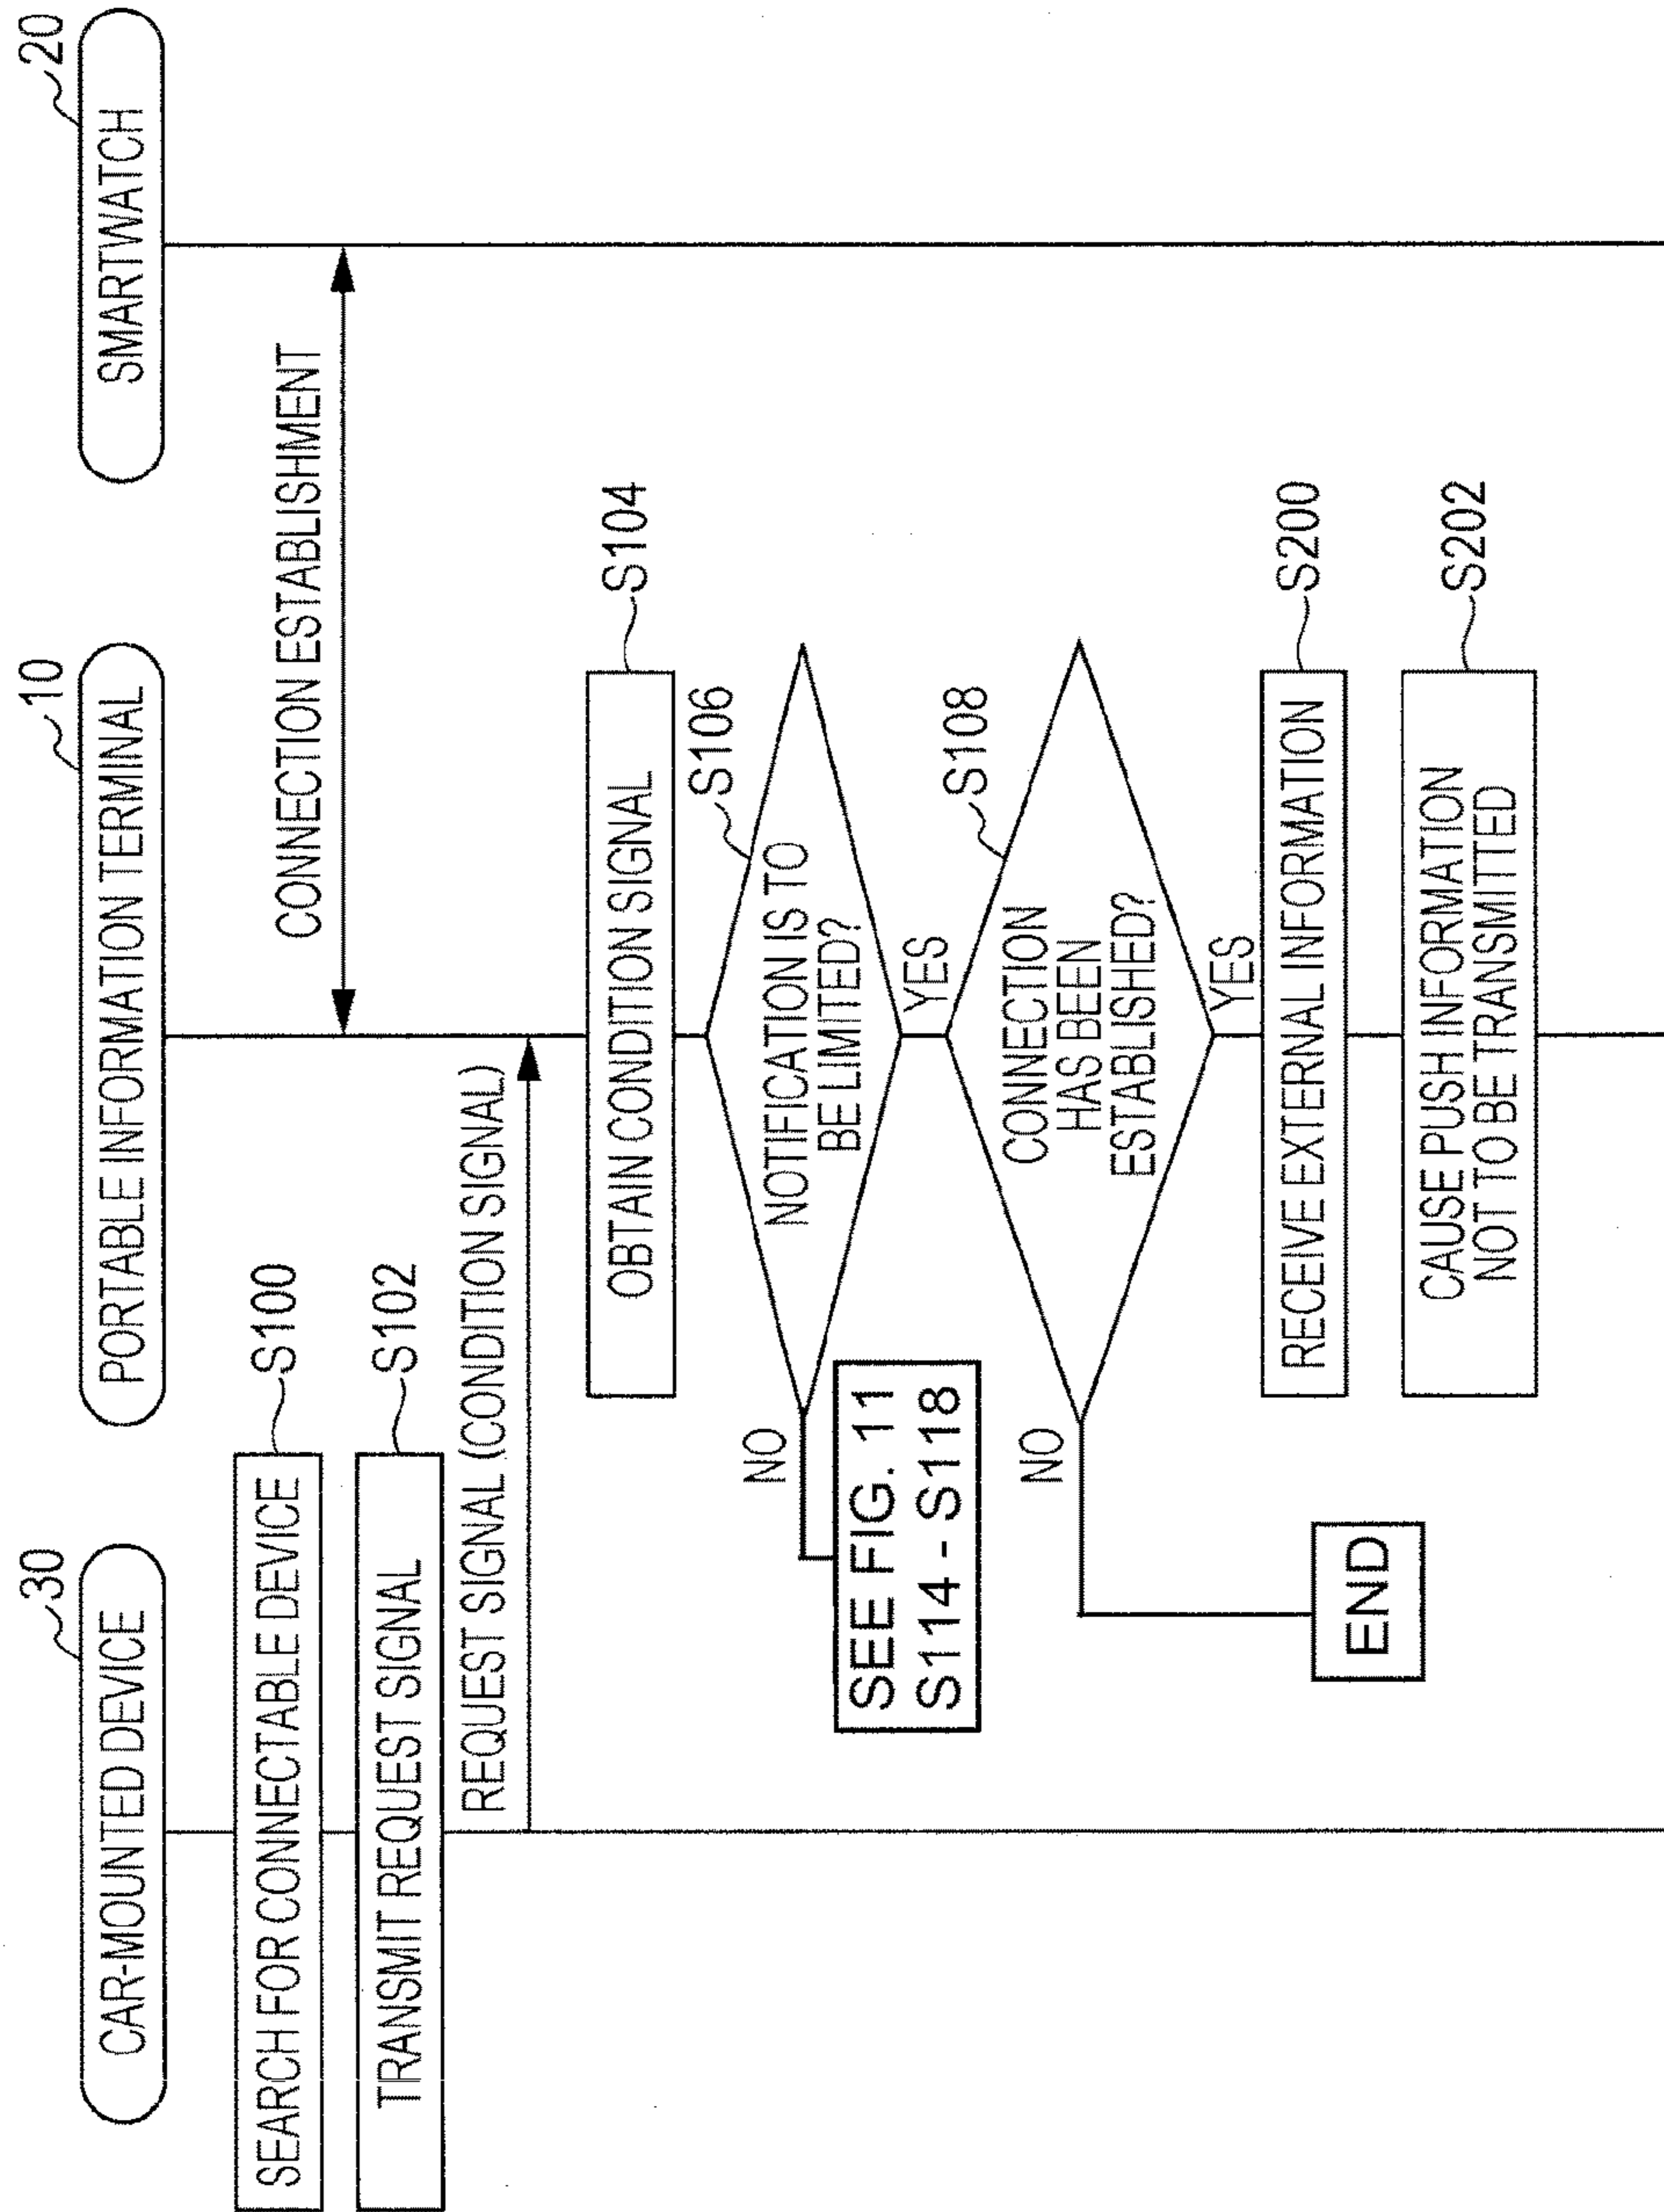 CAR-MOUNTED DEVICE
30
PORTABLE INFORMATION TERMINAL
10
SMARTWATCH
20
CONNECTION ESTABLISHMENT
SEARCH FOR CONNECTABLE DEVICE
S100
TRANSMIT REQUEST SIGNAL
S102
REQUEST SIGNAL (CONDITION SIGNAL)
OBTAIN CONDITION SIGNAL
S104
NOTIFICATION IS TO
BE LIMITED?
S106
NO
SEE FIG. 11
S114 - S118
YES
CONNECTION
HAS BEEN
ESTABLISHED?
S108
NO
END
YES
RECEIVE EXTERNAL INFORMATION
S200
CAUSE PUSH INFORMATION
NOT TO BE TRANSMITTED
S202